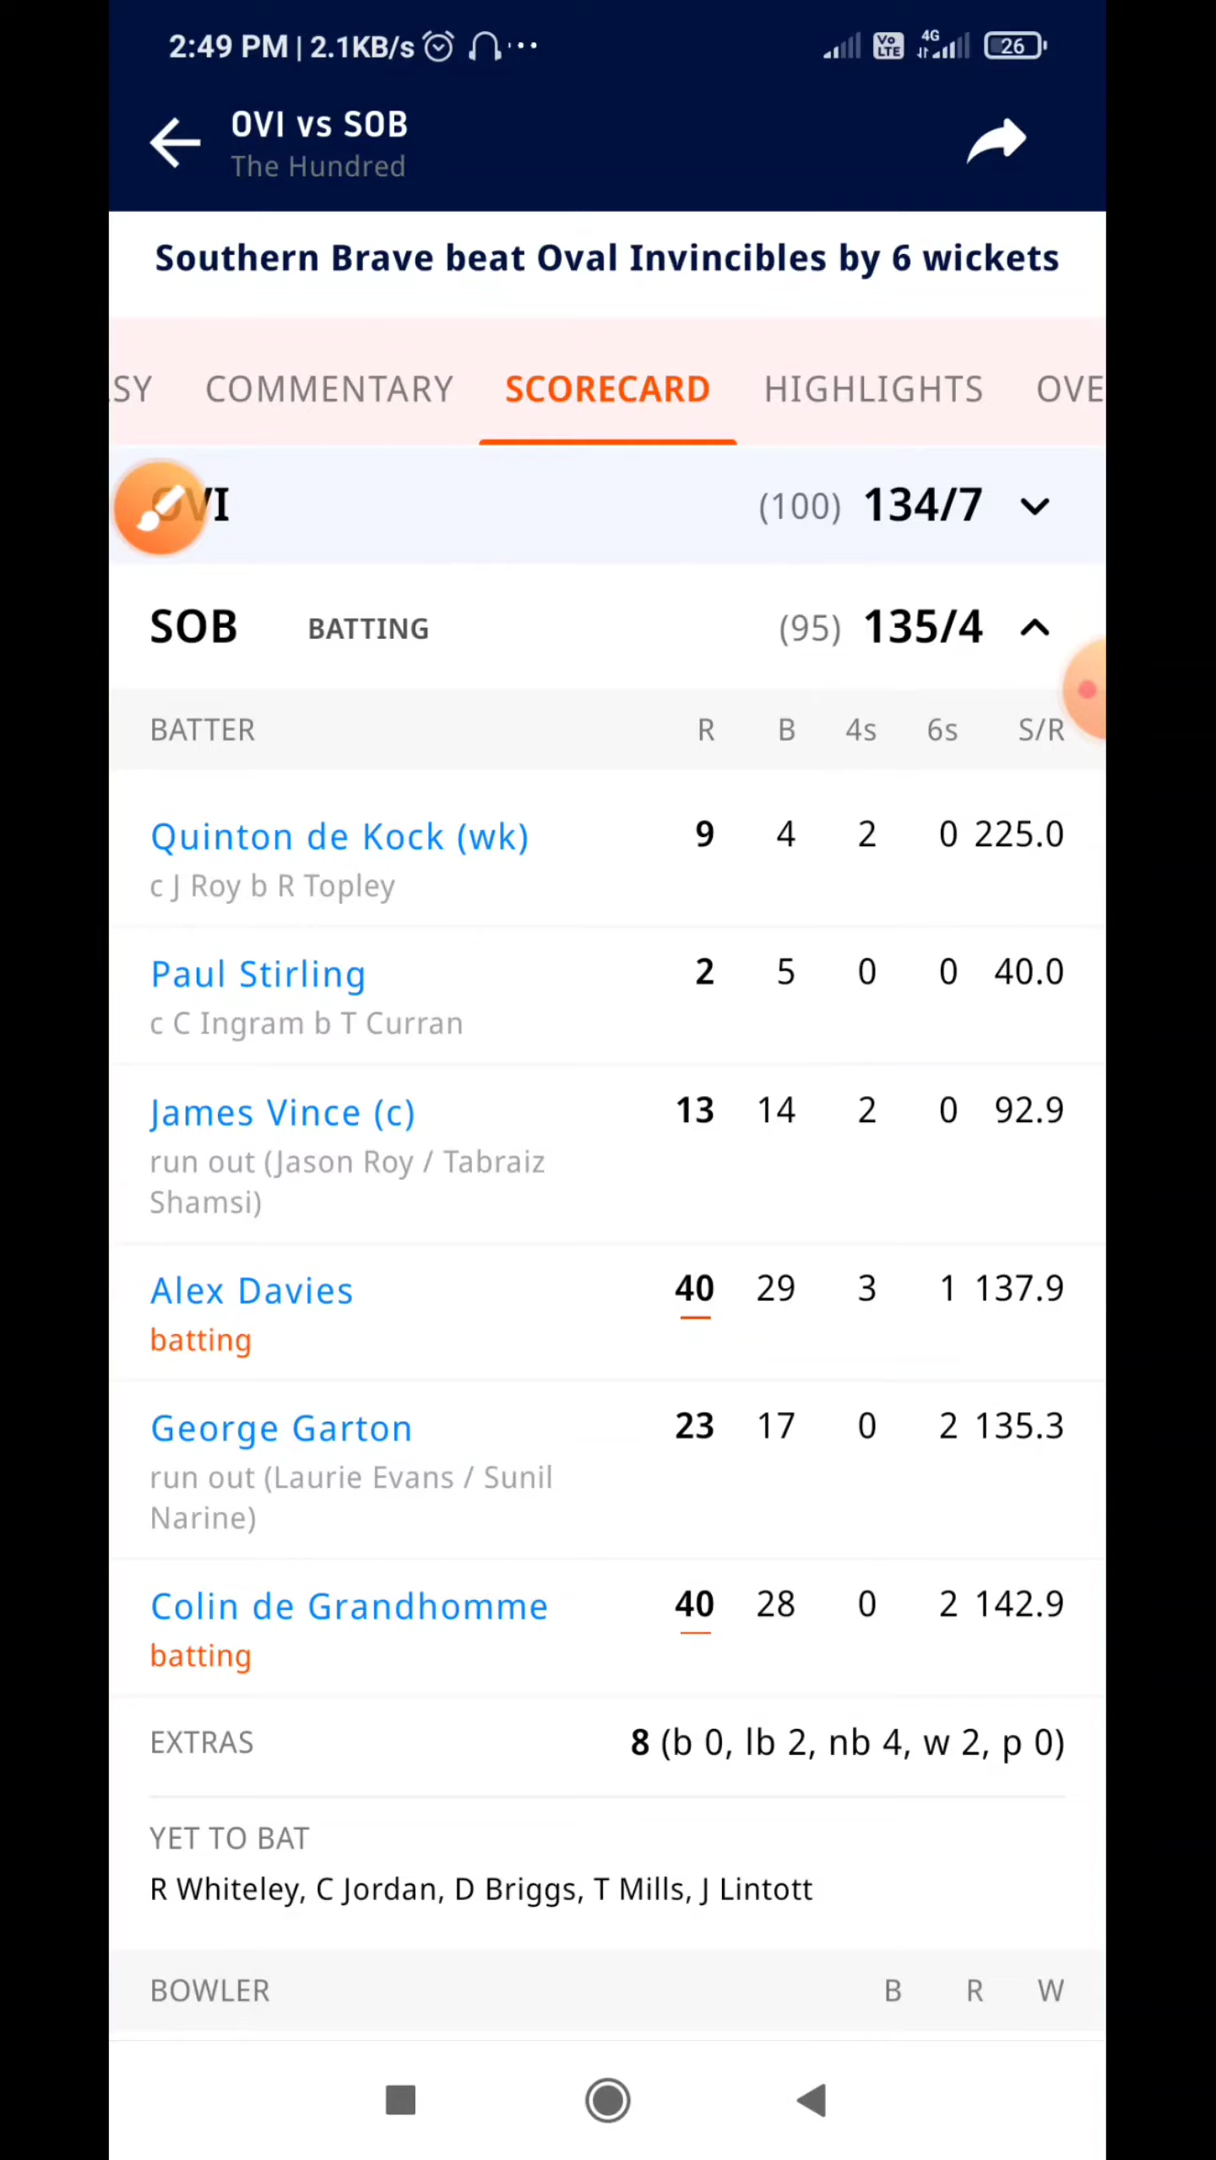 2:49 PM | 2.1KB/s ... Vo LTE 4G 26
OVI vs SOB
The Hundred
Southern Brave beat Oval Invincibles by 6 wickets
SY COMMENTARY SCORECARD HIGHLIGHTS OVE
OVI (100) 134/7
SOB BATTING (95) 135/4
BATTER R B 4s 6s S/R
Quinton de Kock (wk) 9 4 2 0 225.0
c J Roy b R Topley
Paul Stirling 2 5 0 0 40.0
c C Ingram b T Curran
James Vince (c) 13 14 2 0 92.9
run out (Jason Roy / Tabraiz
Shamsi)
Alex Davies 40 29 3 1 137.9
batting
George Garton 23 17 0 2 135.3
run out (Laurie Evans / Sunil
Narine)
Colin de Grandhomme 40 28 0 2 142.9
batting
EXTRAS 8 (b 0, lb 2, nb 4, w 2, p 0)
YET TO BAT
R Whiteley, C Jordan, D Briggs, T Mills, J Lintott
BOWLER B R W